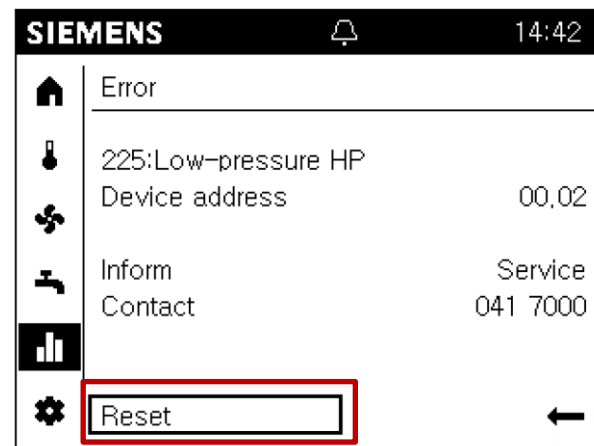 SIEMENS 14:42
Error
225:Low-pressure HP
Device address 00,02
Inform Service
Contact 041 7000
Reset